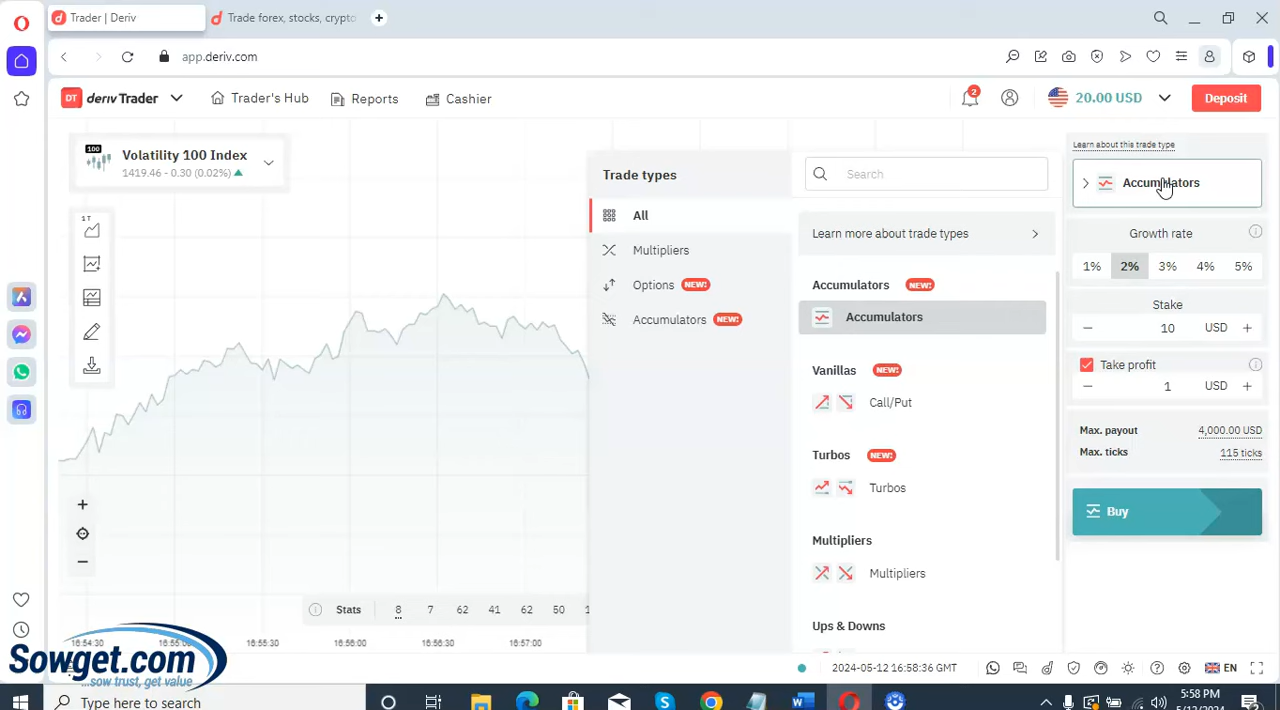 Trader | Deriv
Trade forex, stocks, crypto
app.deriv.com
DT deriv Trader
Trader's Hub
Reports
Cashier
2
20.00 USD
Deposit
100
Volatility 100 Index
1419.46 - 0.30 (0.02%)
1T
Trade types
All
Multipliers
Options NEW!
Accumulators NEW!
Search
Learn more about trade types
Accumulators NEW!
Accumulators
Vanillas NEW!
Call/Put
Turbos NEW!
Turbos
Multipliers
Multipliers
Ups & Downs
Learn about this trade type
Accumulators
Growth rate
1% 2% 3% 4% 5%
Stake
- 10 USD +
Take profit
- 1 USD +
Max. payout 4,000.00 USD
Max. ticks 115 ticks
Buy
Stats 8 7 62 41 62 50
16:54:30 16:55:30 16:56:00 16:56:30 16:57:00
2024-05-12 16:58:36 GMT
EN
Sowget.com
...sow trust, get value
Type here to search
5:58 PM